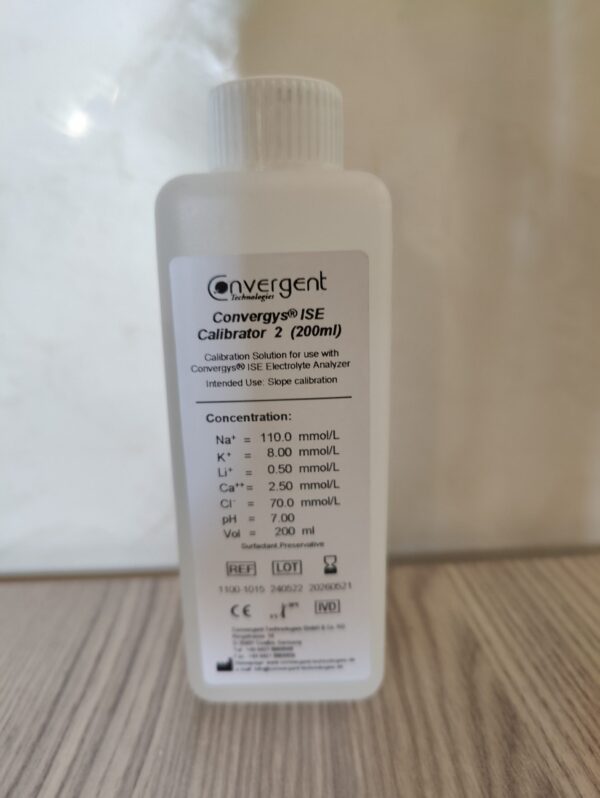 Convergent
Technologies
Convergys® ISE
Calibrator 2 (200ml)
Calibration Solution for use with
Convergys® ISE Electrolyte Analyzer
Intended Use: Slope calibration
Concentration:
Na⁺ = 110.0 mmol/L
K⁺ = 8.00 mmol/L
Li⁺ = 0.50 mmol/L
Ca⁺⁺ = 2.50 mmol/L
Cl⁻ = 70.0 mmol/L
pH = 7.00
Vol = 200 ml
Surfactant Preservative
REF LOT
1100-1015 240522 20260521
CE IVD
Convergent Technologies GmbH & Co. KG
Germany